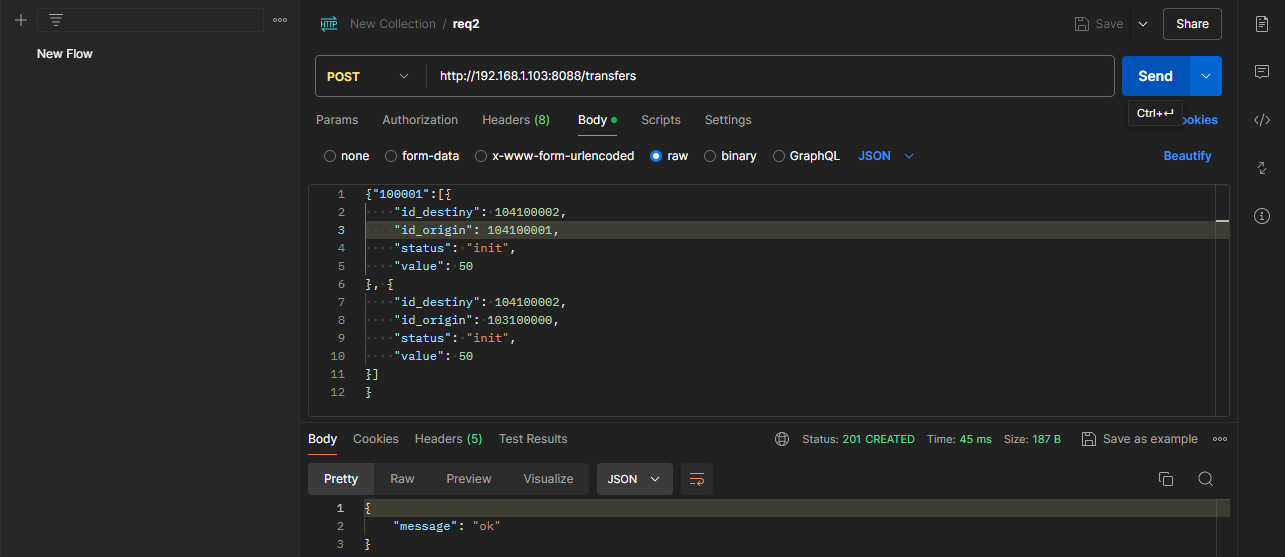 HTTP New Collection / req2 Save Share
New Flow
POST http://192.168.1.103:8088/transfers Send
Ctrl+↵
Params Authorization Headers (8) Body Scripts Settings ookies
none form-data x-www-form-urlencoded raw binary GraphQL JSON Beautify
1 {"100001":[{
2 "id_destiny": 104100002,
3 "id_origin": 104100001,
4 "status": "init",
5 "value": 50
6 }, {
7 "id_destiny": 104100002,
8 "id_origin": 103100000,
9 "status": "init",
10 "value": 50
11 }]
12 }
Body Cookies Headers (5) Test Results Status: 201 CREATED Time: 45 ms Size: 187 B Save as example
Pretty Raw Preview Visualize JSON
1 {
2 "message": "ok"
3 }